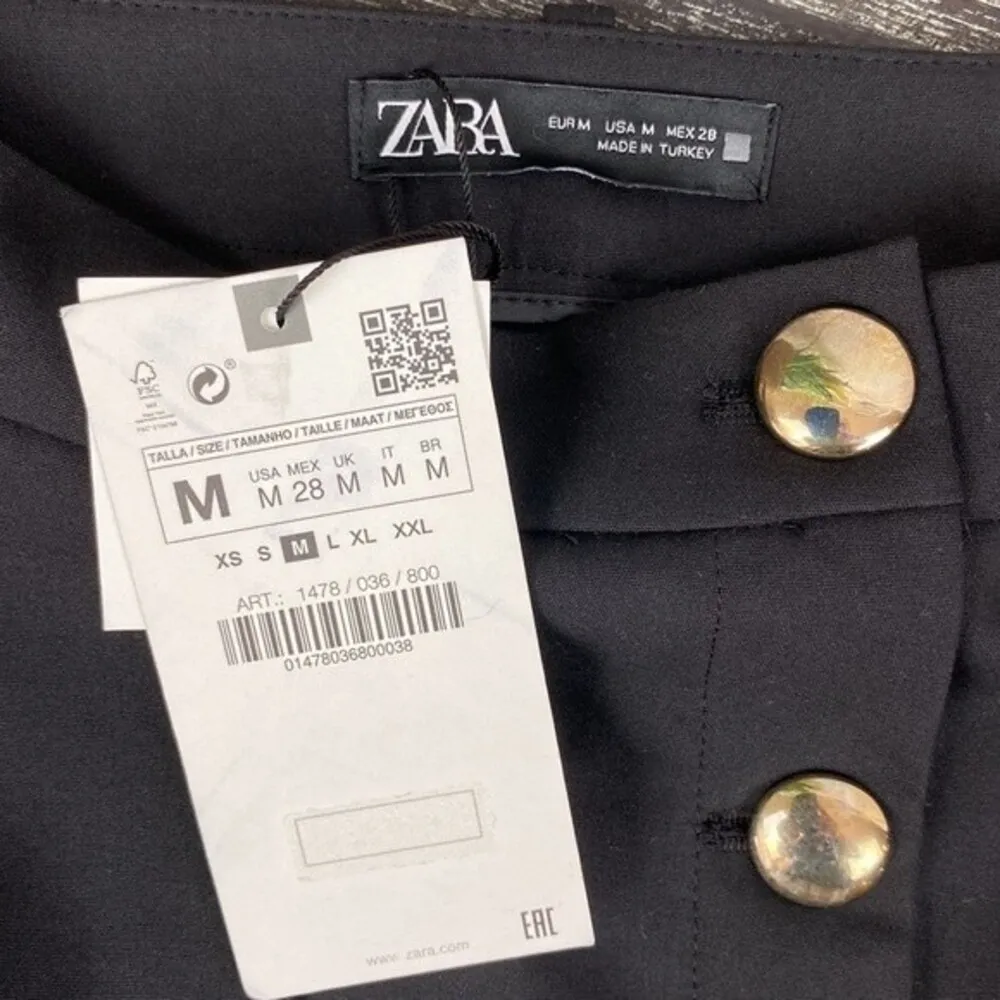 ZARA
EUR M USA M MEX 28
MADE IN TURKEY
FSC
®
TALLA / SIZE / TAMANHO / TAILLE / MAAT / ΜΕΓΕΘΟΣ
M
USA MEX UK IT BR
M 28 M M M
XS S M L XL XXL
ART.: 1478 / 036 / 800
01478036800038
EAC
www. zara.com